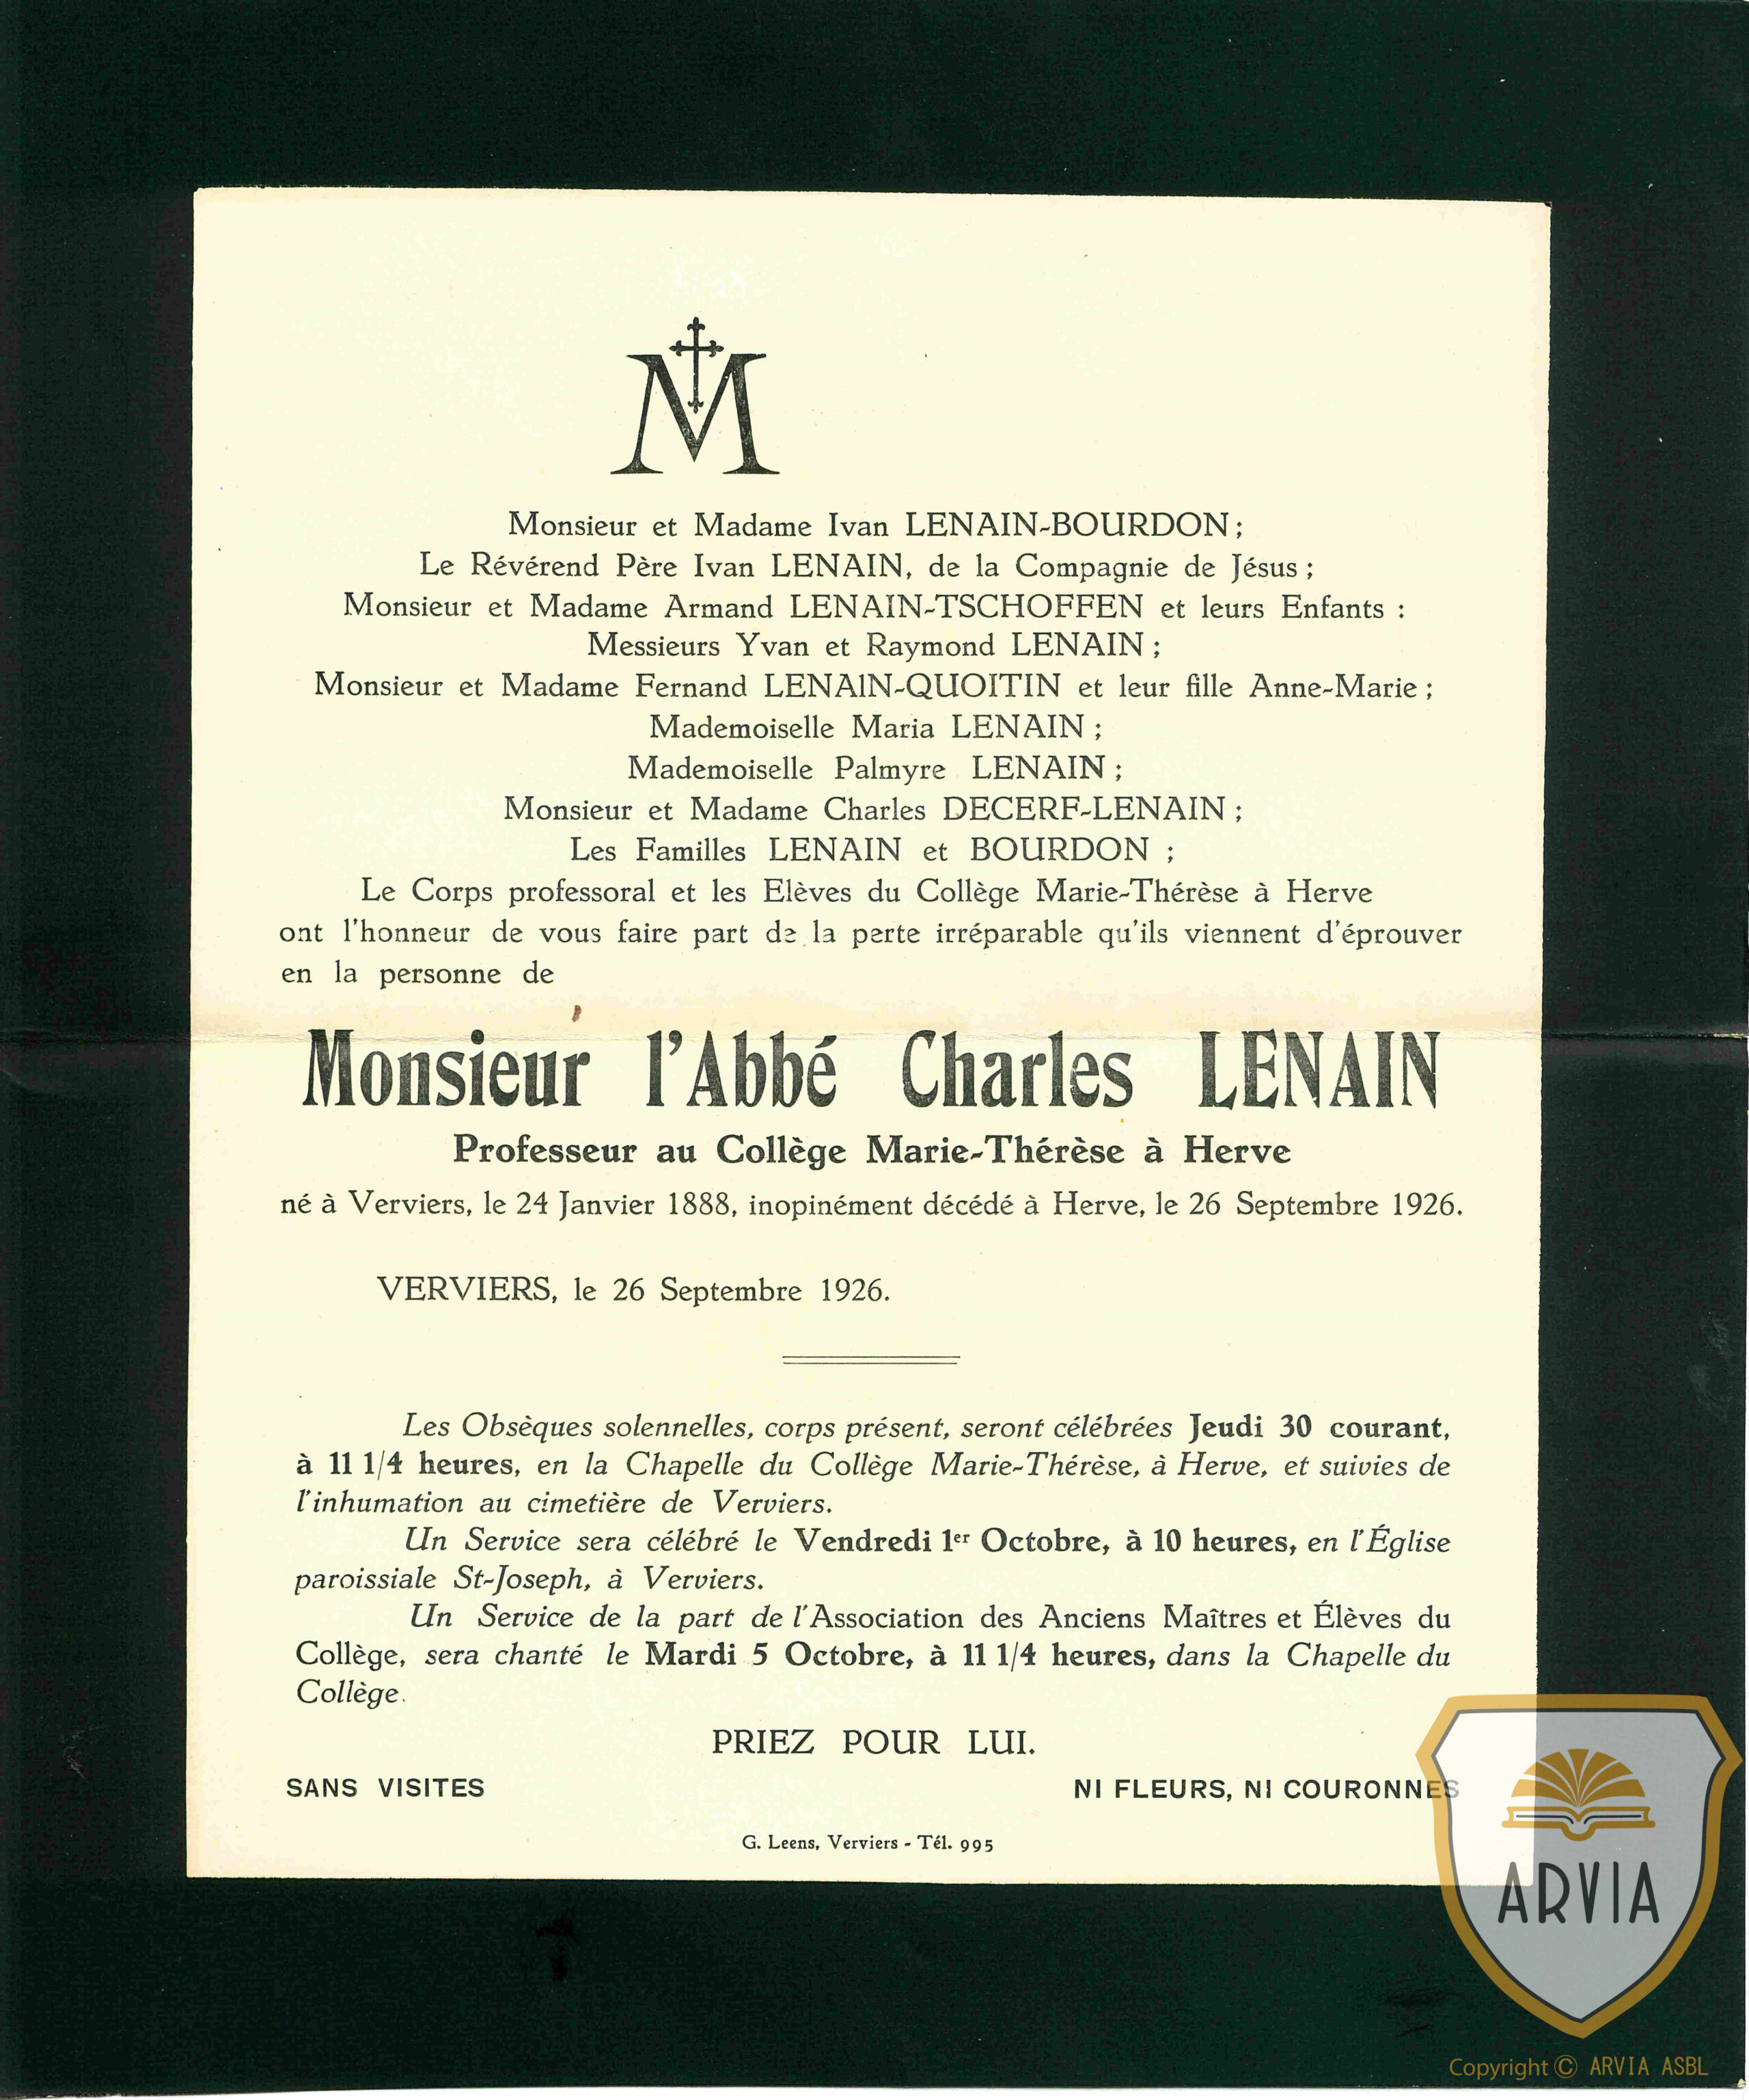 M
Monsieur et Madame Ivan LENAIN-BOURDON;
Le Révérend Père Ivan LENAIN, de la Compagnie de Jésus;
Monsieur et Madame Armand LENAIN-TSCHOFFEN et leurs Enfants :
Messieurs Yvan et Raymond LENAIN;
Monsieur et Madame Fernand LENAIN-QUOITIN et leur fille Anne-Marie;
Mademoiselle Maria LENAIN;
Mademoiselle Palmyre LENAIN;
Monsieur et Madame Charles DECERF-LENAIN;
Les Familles LENAIN et BOURDON ;
Le Corps professoral et les Elèves du Collège Marie-Thérèse à Herve
ont l'honneur de vous faire part de la perte irréparable qu'ils viennent d'éprouver
en la personne de
Monsieur l'Abbé Charles LENAIN
Professeur au Collège Marie-Thérèse à Herve
né à Verviers, le 24 Janvier 1888, inopinément décédé à Herve, le 26 Septembre 1926.
VERVIERS, le 26 Septembre 1926.
Les Obsèques solennelles, corps présent, seront célébrées Jeudi 30 courant,
à 11 1/4 heures, en la Chapelle du Collège Marie-Thérèse, à Herve, et suivies de
l'inhumation au cimetière de Verviers.
Un Service sera célébré le Vendredi 1er Octobre, à 10 heures, en l'Église
paroissiale St-Joseph, à Verviers.
Un Service de la part de l'Association des Anciens Maîtres et Élèves du
Collège, sera chanté le Mardi 5 Octobre, à 11 1/4 heures, dans la Chapelle du
Collège.
PRIEZ POUR LUI.
SANS VISITES NI FLEURS, NI COURONNES
G. Leens, Verviers - Tél. 995
ARVIA
Copyright © ARVIA ASBL